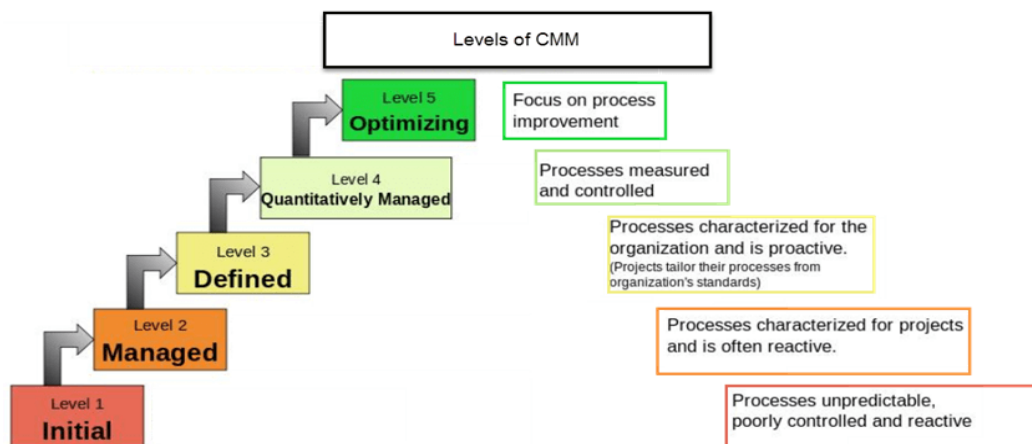 Levels of CMM
Level 5
Optimizing
Focus on process
improvement
Level 4
Quantitatively Managed
Processes measured
and controlled
Level 3
Defined
Processes characterized for the
organization and is proactive.
(Projects tailor their processes from
organization's standards)
Level 2
Managed
Processes characterized for projects
and is often reactive.
Level 1
Initial
Processes unpredictable,
poorly controlled and reactive